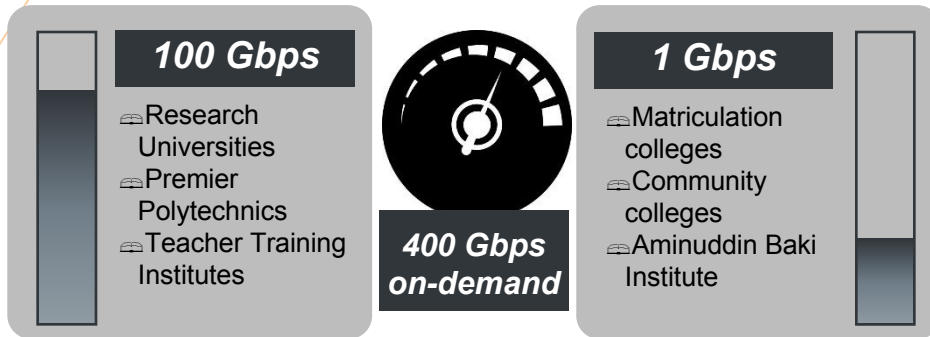 100 Gbps
Research
Universities
Premier
Polytechnics
Teacher Training
Institutes
400 Gbps
on-demand
1 Gbps
Matriculation
colleges
Community
colleges
Aminuddin Baki
Institute